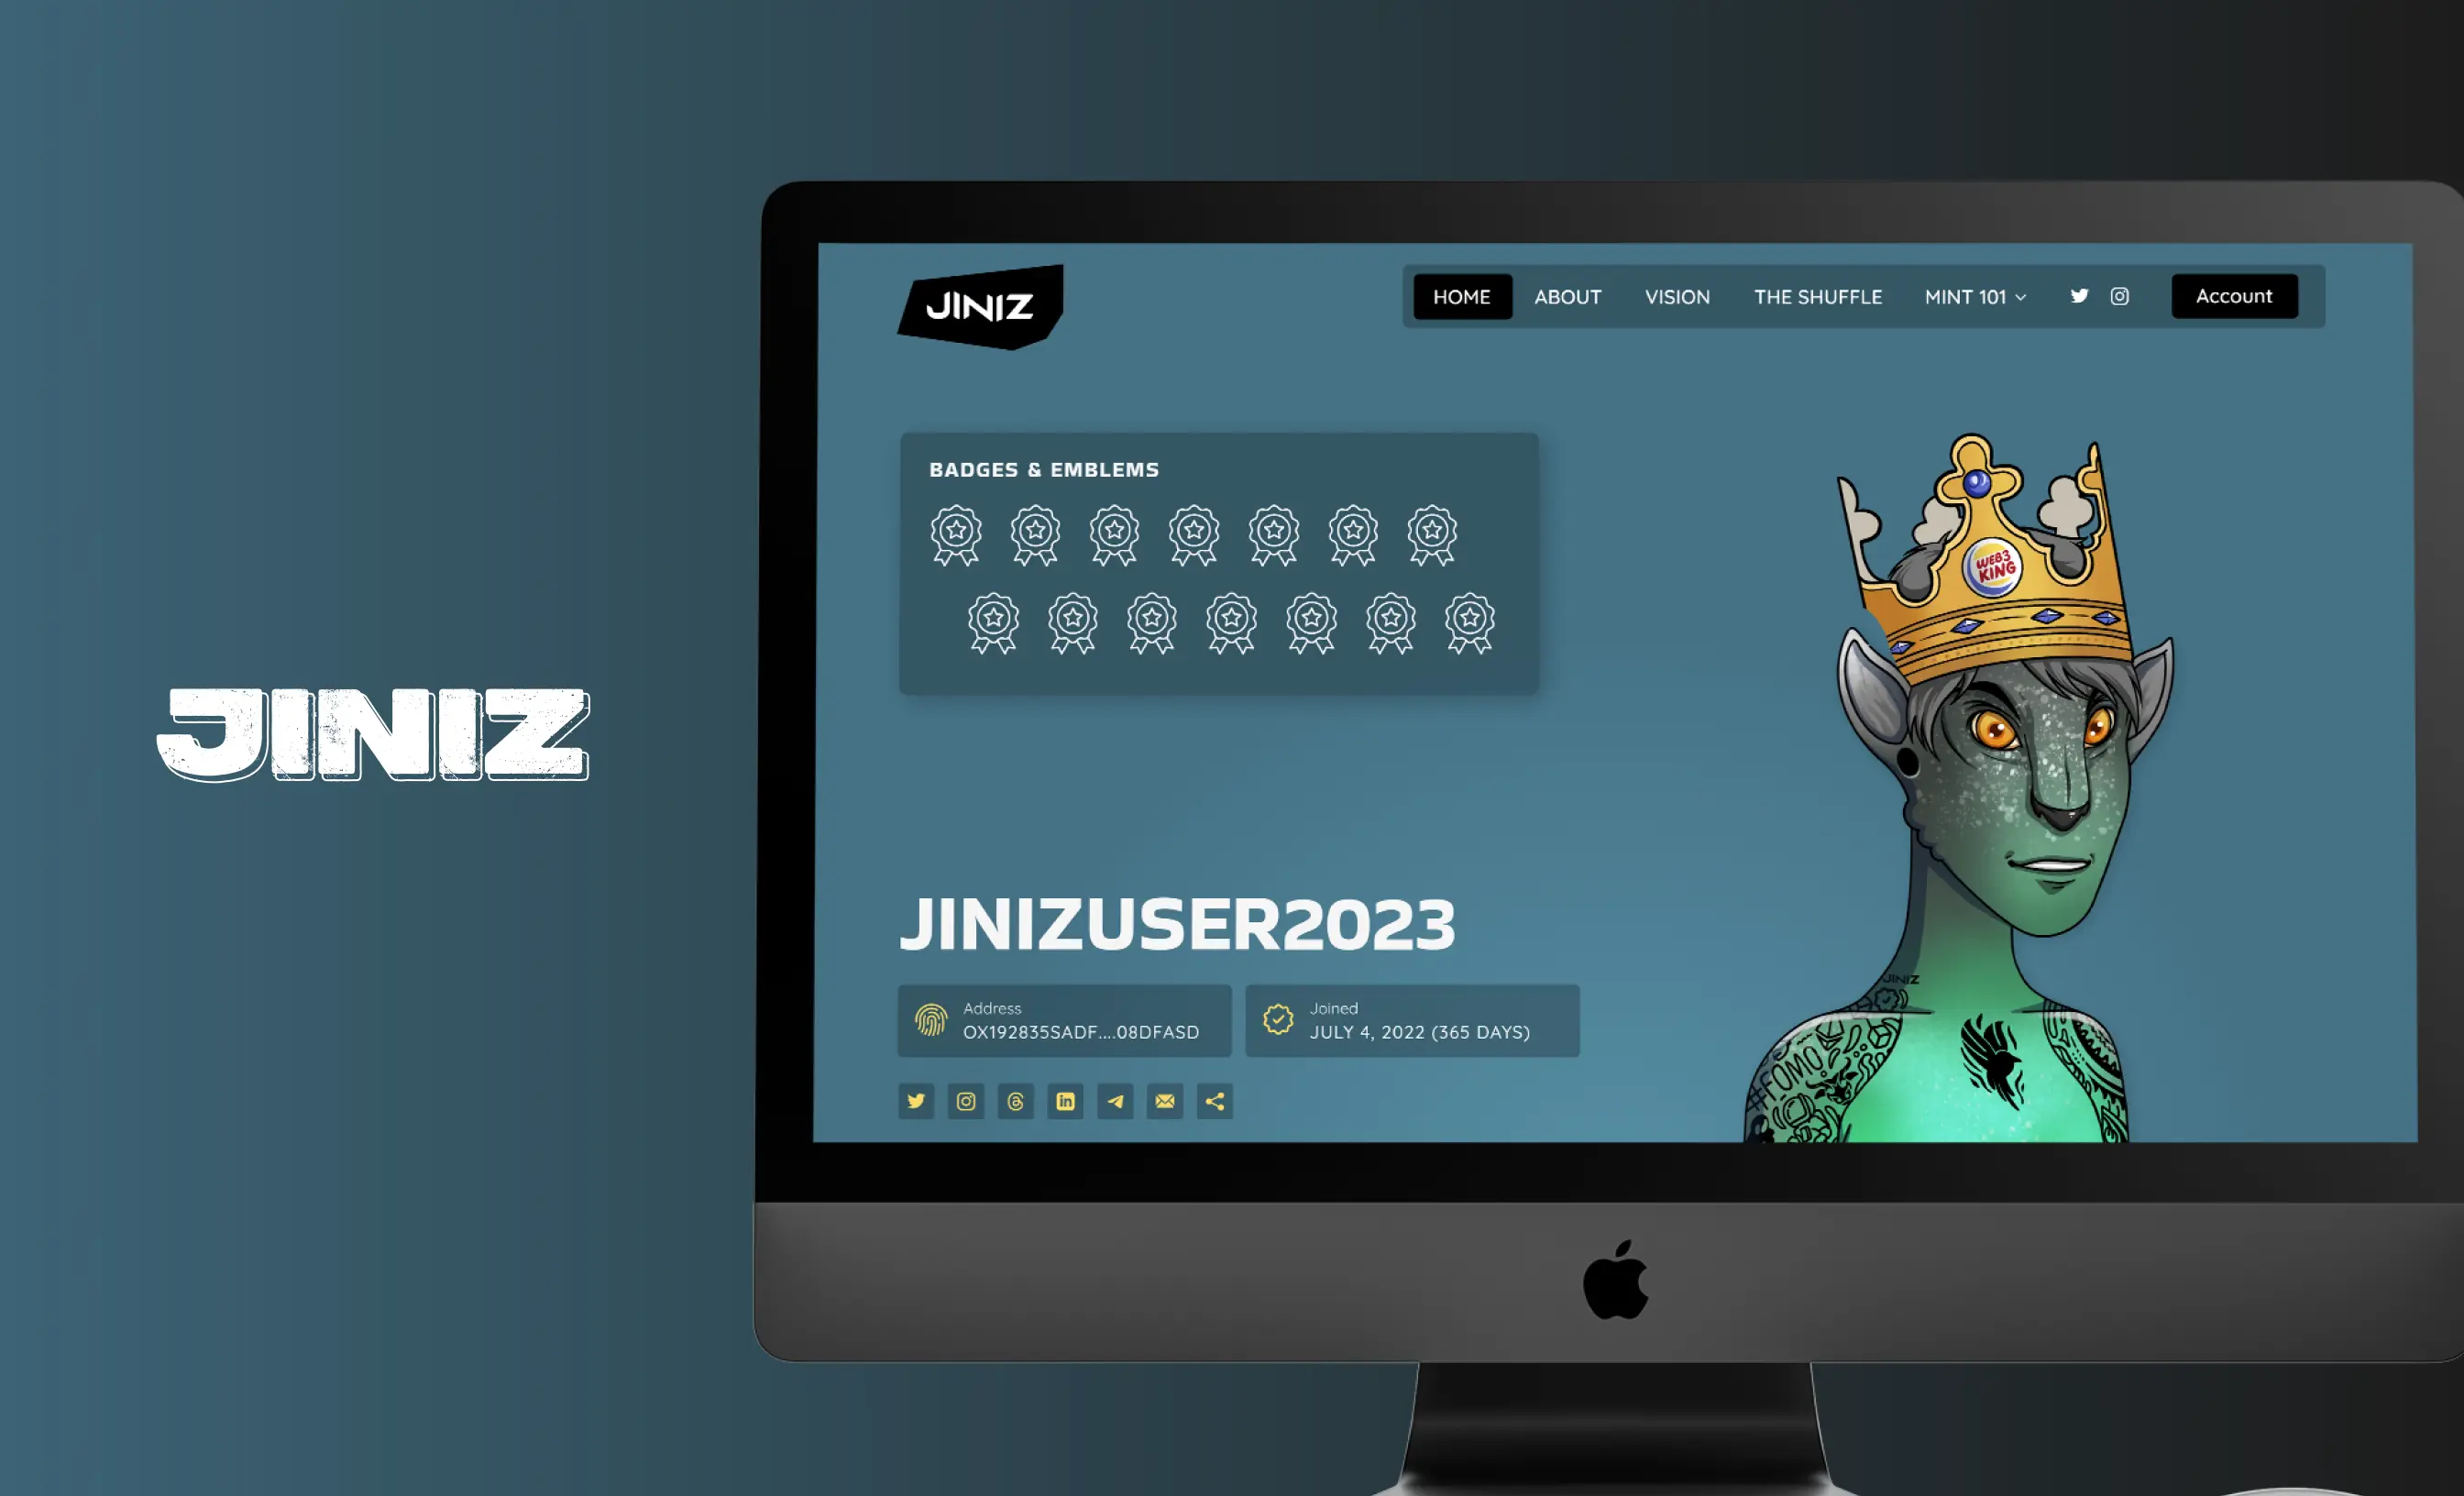 JINIZ
JINIZ
HOME ABOUT VISION THE SHUFFLE MINT 101 Account
BADGES & EMBLEMS
WEB3
KING
JINIZUSER2023
Address
OX192835SADF....08DFASD
Joined
JULY 4, 2022 (365 DAYS)
in
JINIZ
#FOMO